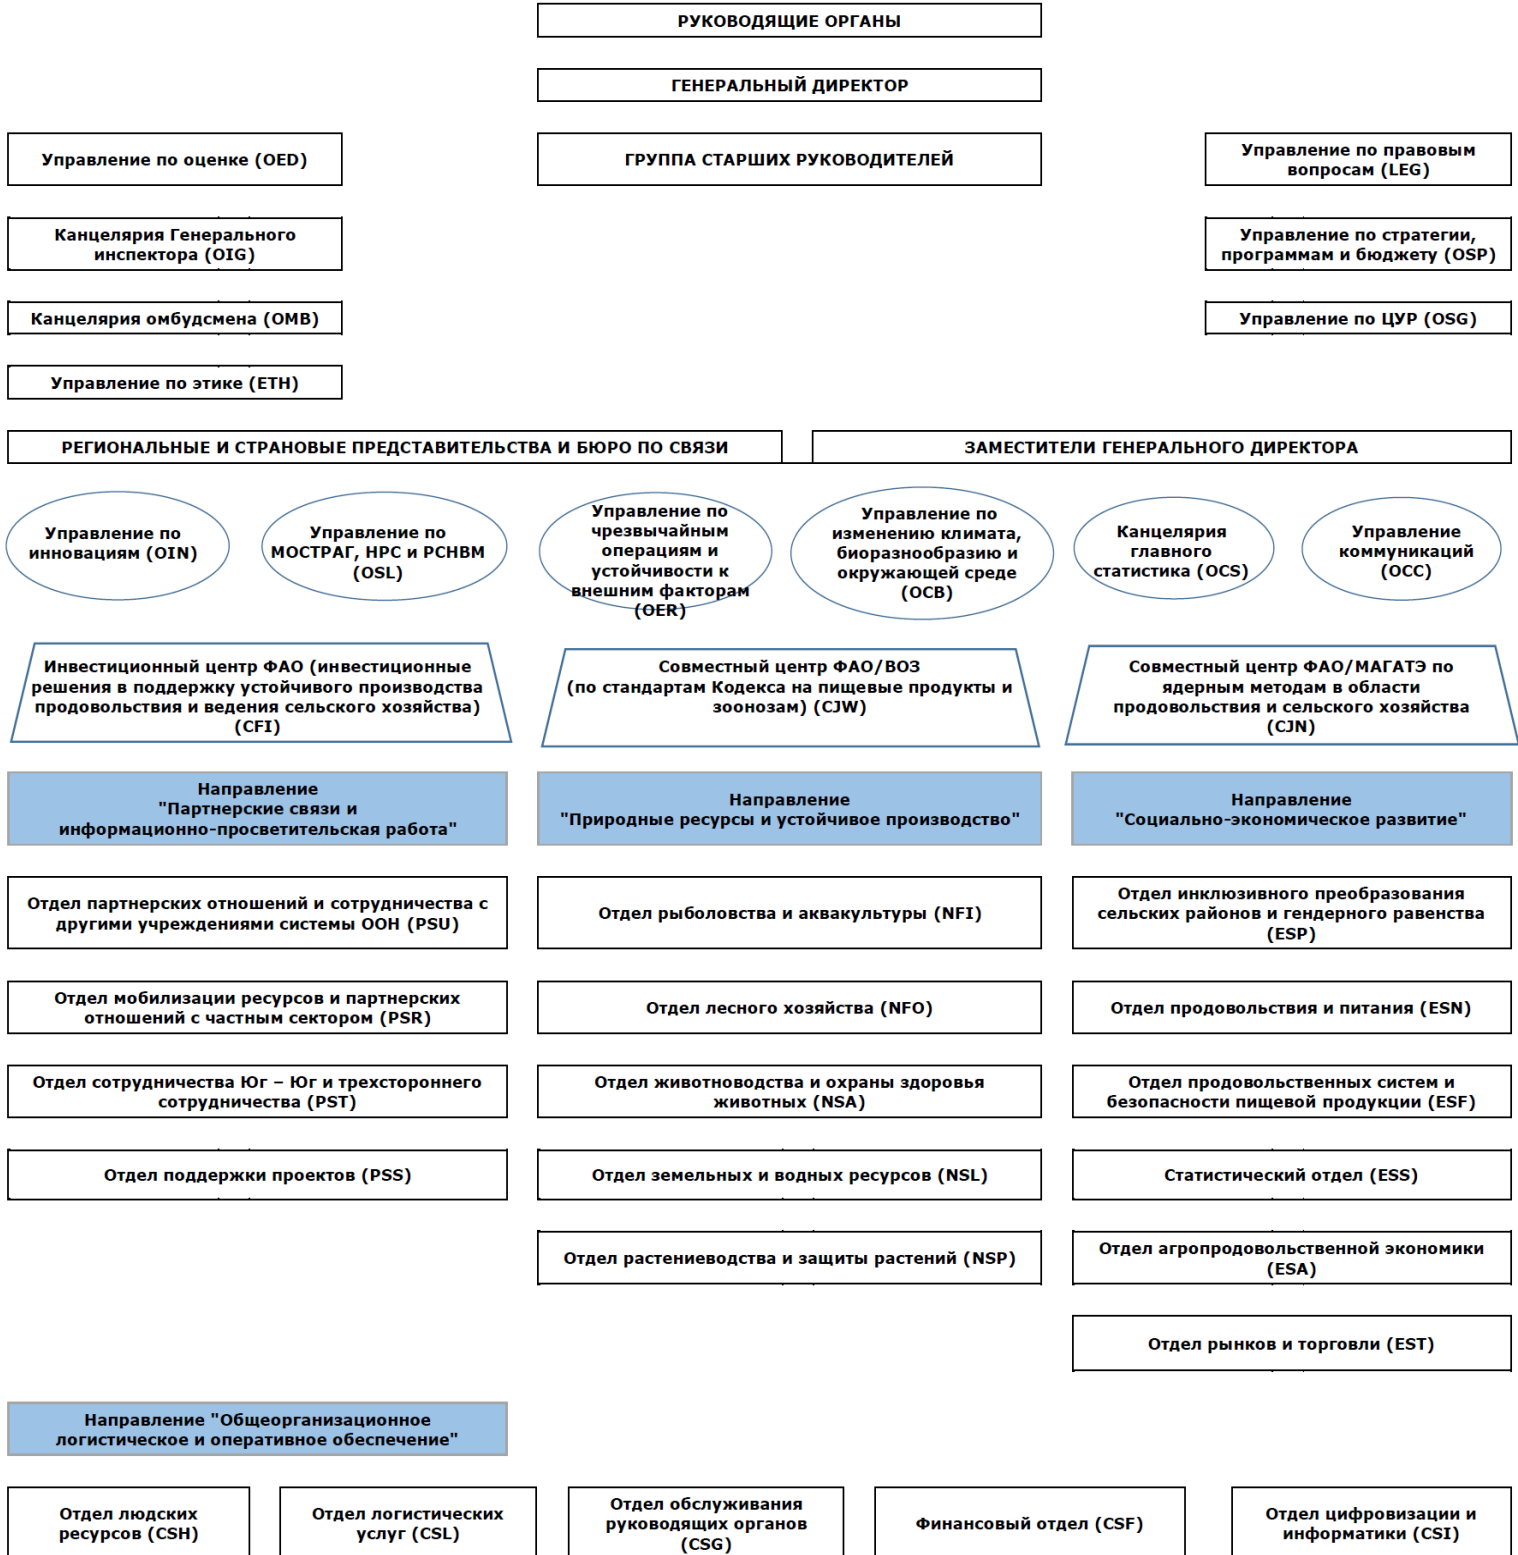 РУКОВОДЯЩИЕ ОРГАНЫ
ГЕНЕРАЛЬНЫЙ ДИРЕКТОР
Управление по оценке (OED)
ГРУППА СТАРШИХ РУКОВОДИТЕЛЕЙ
Управление по правовым
вопросам (LEG)
Канцелярия Генерального
инспектора (OIG)
Управление по стратегии,
программам и бюджету (OSP)
Канцелярия омбудсмена (OMB)
Управление по ЦУР (OSG)
Управление по этике (ETH)
РЕГИОНАЛЬНЫЕ И СТРАНОВЫЕ ПРЕДСТАВИТЕЛЬСТВА И БЮРО ПО СВЯЗИ
ЗАМЕСТИТЕЛИ ГЕНЕРАЛЬНОГО ДИРЕКТОРА
Управление по
инновациям (OIN)
Управление по
МОСТРАГ, НРС и РСНВМ
(OSL)
Управление по
чрезвычайным
операциям и
устойчивости к
внешним факторам
(OER)
Управление по
изменению климата,
биоразнообразию и
окружающей среде
(OCB)
Канцелярия
главного
статистика (OCS)
Управление
коммуникаций
(OCC)
Инвестиционный центр ФАО (инвестиционные
решения в поддержку устойчивого производства
продовольствия и ведения сельского хозяйства)
(CFI)
Совместный центр ФАО/ВОЗ
(по стандартам Кодекса на пищевые продукты и
зоонозам) (CJW)
Совместный центр ФАО/МАГАТЭ по
ядерным методам в области
продовольствия и сельского хозяйства
(CJN)
Направление
"Партнерские связи и
информационно-просветительская работа"
Направление
"Природные ресурсы и устойчивое производство"
Направление
"Социально-экономическое развитие"
Отдел партнерских отношений и сотрудничества с
другими учреждениями системы ООН (PSU)
Отдел рыболовства и аквакультуры (NFI)
Отдел инклюзивного преобразования
сельских районов и гендерного равенства
(ESP)
Отдел мобилизации ресурсов и партнерских
отношений с частным сектором (PSR)
Отдел лесного хозяйства (NFO)
Отдел продовольствия и питания (ESN)
Отдел сотрудничества Юг – Юг и трехстороннего
сотрудничества (PST)
Отдел животноводства и охраны здоровья
животных (NSA)
Отдел продовольственных систем и
безопасности пищевой продукции (ESF)
Отдел поддержки проектов (PSS)
Отдел земельных и водных ресурсов (NSL)
Статистический отдел (ESS)
Отдел растениеводства и защиты растений (NSP)
Отдел агропродовольственной экономики
(ESA)
Отдел рынков и торговли (EST)
Направление "Общеорганизационное
логистическое и оперативное обеспечение"
Отдел людских
ресурсов (CSH)
Отдел логистических
услуг (CSL)
Отдел обслуживания
руководящих органов
(CSG)
Финансовый отдел (CSF)
Отдел цифровизации и
информатики (CSI)